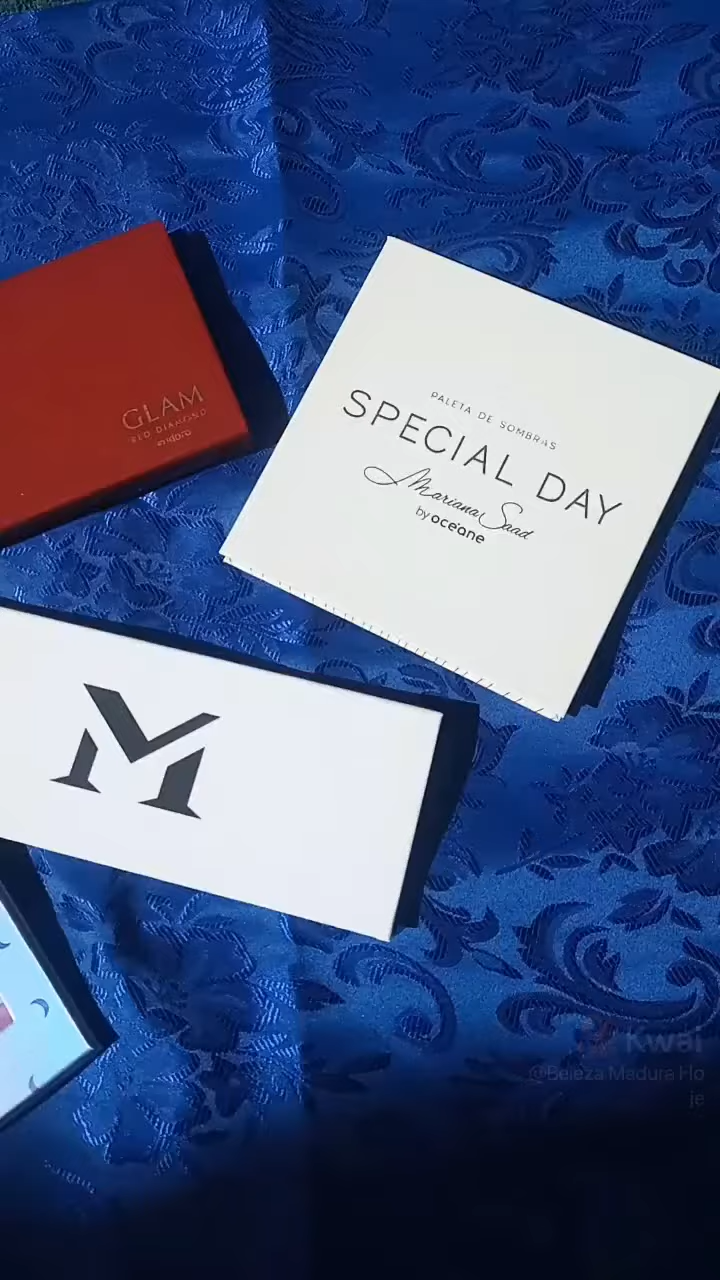 GLAM
RED DIAMOND
eudora
PALETA DE SOMBRAS
SPECIAL DAY
Mariana Saad
by océane
M
Kwai
@Beleza Madura Ho
je